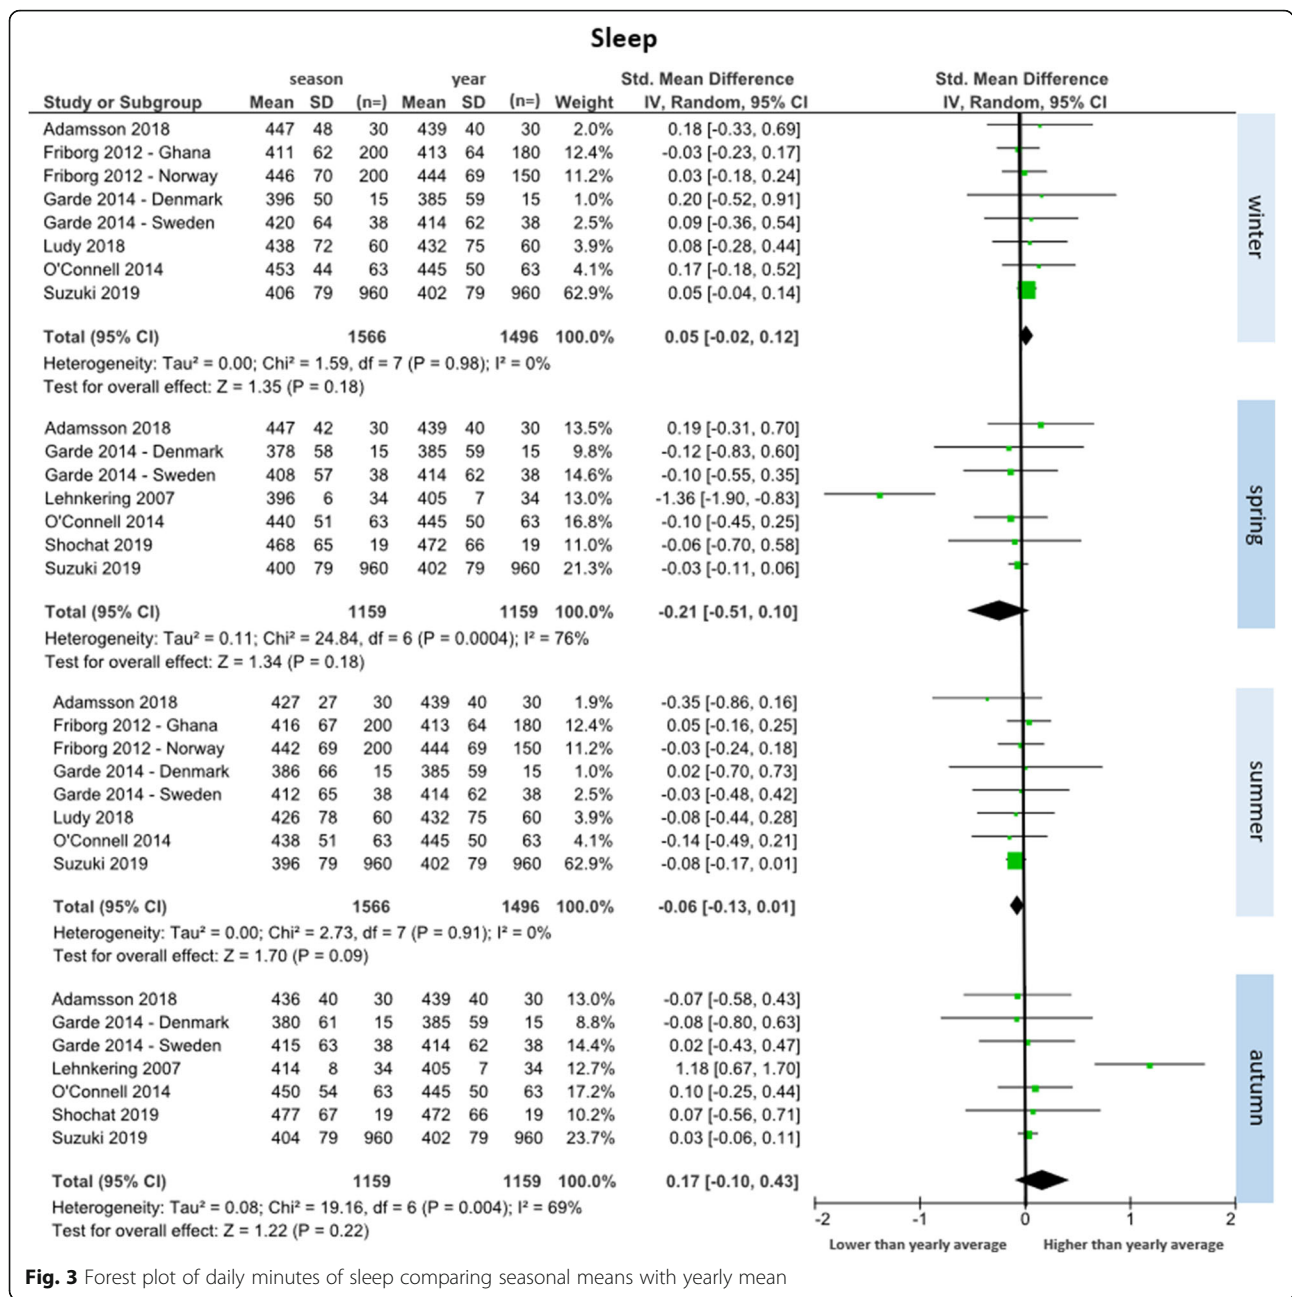 Sleep
season year Std. Mean Difference Std. Mean Difference
Study or Subgroup Mean SD (n=) Mean SD (n=) Weight IV, Random, 95% CI IV, Random, 95% CI
Adamsson 2018 447 48 30 439 40 30 2.0% 0.18 [-0.33, 0.69]
Friborg 2012 - Ghana 411 62 200 413 64 180 12.4% -0.03 [-0.23, 0.17]
Friborg 2012 - Norway 446 70 200 444 69 150 11.2% 0.03 [-0.18, 0.24]
Garde 2014 - Denmark 396 50 15 385 59 15 1.0% 0.20 [-0.52, 0.91]
Garde 2014 - Sweden 420 64 38 414 62 38 2.5% 0.09 [-0.36, 0.54]
Ludy 2018 438 72 60 432 75 60 3.9% 0.08 [-0.28, 0.44]
O'Connell 2014 453 44 63 445 50 63 4.1% 0.17 [-0.18, 0.52]
Suzuki 2019 406 79 960 402 79 960 62.9% 0.05 [-0.04, 0.14]
winter
Total (95% CI) 1566 1496 100.0% 0.05 [-0.02, 0.12]
Heterogeneity: Tau² = 0.00; Chi² = 1.59, df = 7 (P = 0.98); I² = 0%
Test for overall effect: Z = 1.35 (P = 0.18)
Adamsson 2018 447 42 30 439 40 30 13.5% 0.19 [-0.31, 0.70]
Garde 2014 - Denmark 378 58 15 385 59 15 9.8% -0.12 [-0.83, 0.60]
Garde 2014 - Sweden 408 57 38 414 62 38 14.6% -0.10 [-0.55, 0.35]
Lehnkering 2007 396 6 34 405 7 34 13.0% -1.36 [-1.90, -0.83]
O'Connell 2014 440 51 63 445 50 63 16.8% -0.10 [-0.45, 0.25]
Shochat 2019 468 65 19 472 66 19 11.0% -0.06 [-0.70, 0.58]
Suzuki 2019 400 79 960 402 79 960 21.3% -0.03 [-0.11, 0.06]
spring
Total (95% CI) 1159 1159 100.0% -0.21 [-0.51, 0.10]
Heterogeneity: Tau² = 0.11; Chi² = 24.84, df = 6 (P = 0.0004); I² = 76%
Test for overall effect: Z = 1.34 (P = 0.18)
Adamsson 2018 427 27 30 439 40 30 1.9% -0.35 [-0.86, 0.16]
Friborg 2012 - Ghana 416 67 200 413 64 180 12.4% 0.05 [-0.16, 0.25]
Friborg 2012 - Norway 442 69 200 444 69 150 11.2% -0.03 [-0.24, 0.18]
Garde 2014 - Denmark 386 66 15 385 59 15 1.0% 0.02 [-0.70, 0.73]
Garde 2014 - Sweden 412 65 38 414 62 38 2.5% -0.03 [-0.48, 0.42]
Ludy 2018 426 78 60 432 75 60 3.9% -0.08 [-0.44, 0.28]
O'Connell 2014 438 51 63 445 50 63 4.1% -0.14 [-0.49, 0.21]
Suzuki 2019 396 79 960 402 79 960 62.9% -0.08 [-0.17, 0.01]
summer
Total (95% CI) 1566 1496 100.0% -0.06 [-0.13, 0.01]
Heterogeneity: Tau² = 0.00; Chi² = 2.73, df = 7 (P = 0.91); I² = 0%
Test for overall effect: Z = 1.70 (P = 0.09)
Adamsson 2018 436 40 30 439 40 30 13.0% -0.07 [-0.58, 0.43]
Garde 2014 - Denmark 380 61 15 385 59 15 8.8% -0.08 [-0.80, 0.63]
Garde 2014 - Sweden 415 63 38 414 62 38 14.4% 0.02 [-0.43, 0.47]
Lehnkering 2007 414 8 34 405 7 34 12.7% 1.18 [0.67, 1.70]
O'Connell 2014 450 54 63 445 50 63 17.2% 0.10 [-0.25, 0.44]
Shochat 2019 477 67 19 472 66 19 10.2% 0.07 [-0.56, 0.71]
Suzuki 2019 404 79 960 402 79 960 23.7% 0.03 [-0.06, 0.11]
autumn
Total (95% CI) 1159 1159 100.0% 0.17 [-0.10, 0.43]
Heterogeneity: Tau² = 0.08; Chi² = 19.16, df = 6 (P = 0.004); I² = 69%
Test for overall effect: Z = 1.22 (P = 0.22)
-2 -1 0 1 2
Lower than yearly average Higher than yearly average
Fig. 3 Forest plot of daily minutes of sleep comparing seasonal means with yearly mean